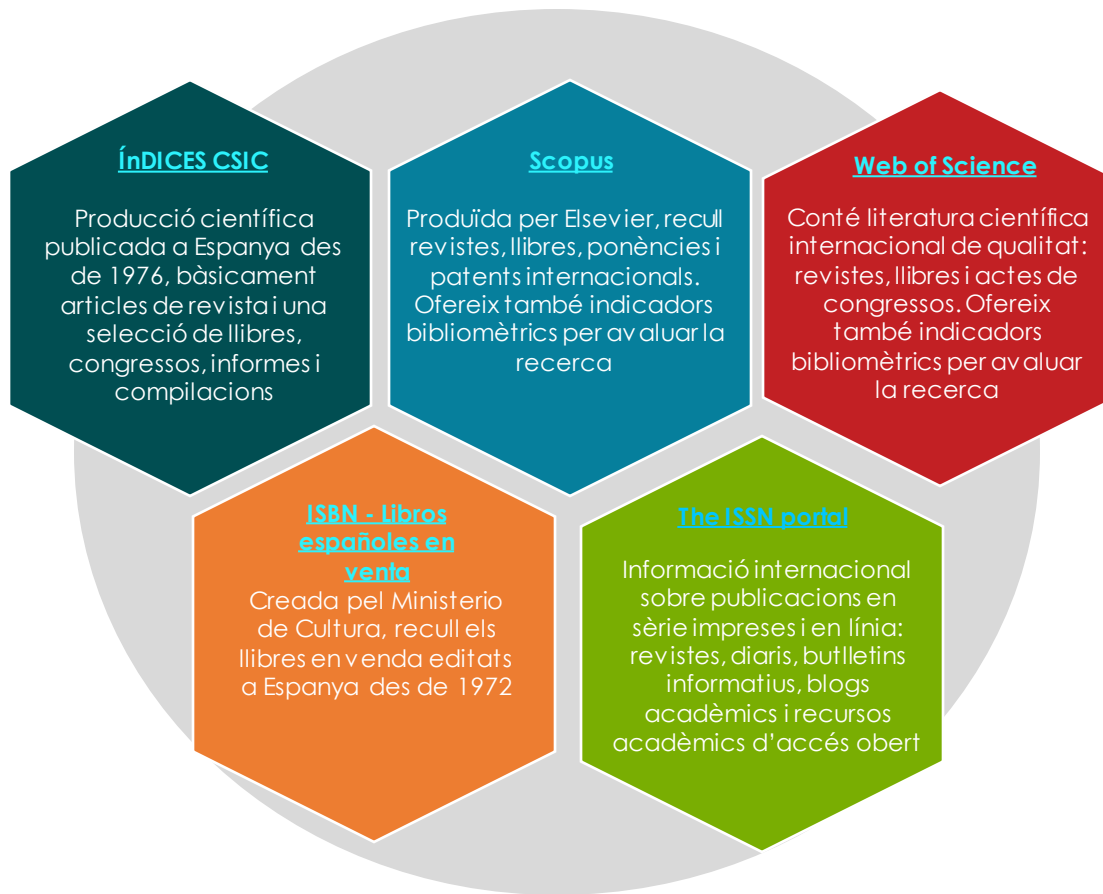 ÍnDICES CSIC
Producció científica
publicada a Espanya des
de 1976, bàsicament
articles de revista i una
selecció de llibres,
congressos, informes i
compilacions
Scopus
Produïda per Elsevier, recull
revistes, llibres, ponències i
patents internacionals.
Ofereix també indicadors
bibliomètrics per avaluar la
recerca
Web of Science
Conté literatura científica
internacional de qualitat:
revistes, llibres i actes de
congressos. Ofereix
també indicadors
bibliomètrics per avaluar
la recerca
ISBN - Libros
españoles en
venta
Creada pel Ministerio
de Cultura, recull els
llibres en venda editats
a Espanya des de 1972
The ISSN portal
Informació internacional
sobre publicacions en
sèrie impreses i en línia:
revistes, diaris, butlletins
informatius, blogs
acadèmics i recursos
acadèmics d'accés obert